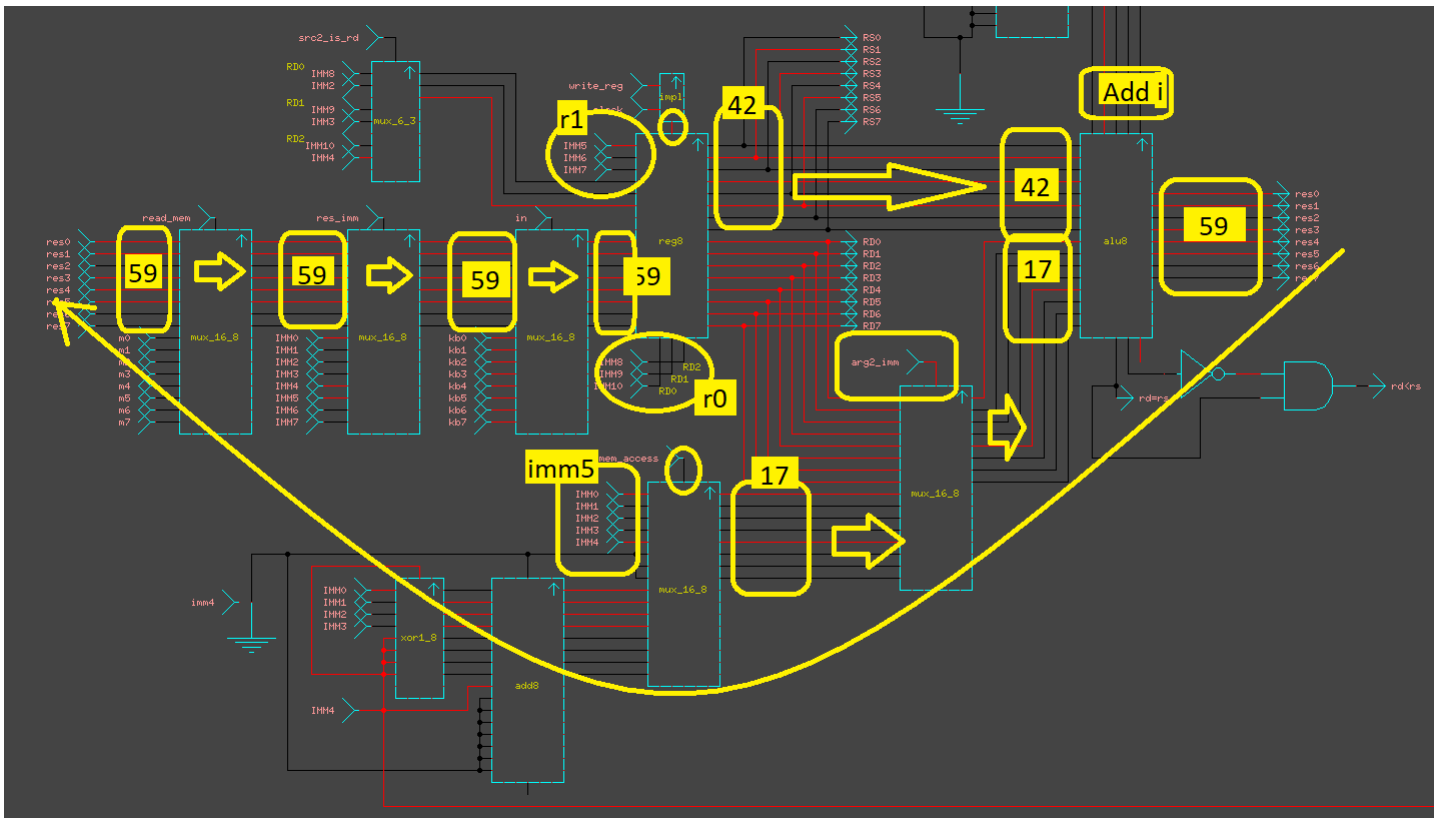 src2_is_rd
RD0
IMM8
IMM2
RD1
IMM9
IMM3
RD2
IMM10
IMM4
mux_6_3
write_reg
impl
r1
IMM5
IMM6
IMM7
42
RS0
RS1
RS2
RS3
RS4
RS5
RS6
RS7
Add i
42
17
alu8
59
res0
res1
res2
res3
res4
res5
res6
read_mem
res_imm
in
res0
res1
res2
res3
res4
59
59
59
59
reg8
m0
m1
m2
m3
m4
m5
m6
m7
mux_16_8
IMM0
IMM1
IMM2
IMM3
IMM4
IMM5
IMM6
IMM7
mux_16_8
kb0
kb1
kb2
kb3
kb4
kb5
kb6
kb7
mux_16_8
IMM8
IMM9
IMM10
RD2
RD1
RD0
r0
RD0
RD1
RD2
RD3
RD4
RD5
RD6
RD7
arg2_imm
mux_16_8
rd=rs
rd<rs
imm5
mem_access
IMM0
IMM1
IMM2
IMM3
IMM4
17
mux_16_8
imm4
IMM0
IMM1
IMM2
IMM3
xor1_8
add8
IMM4